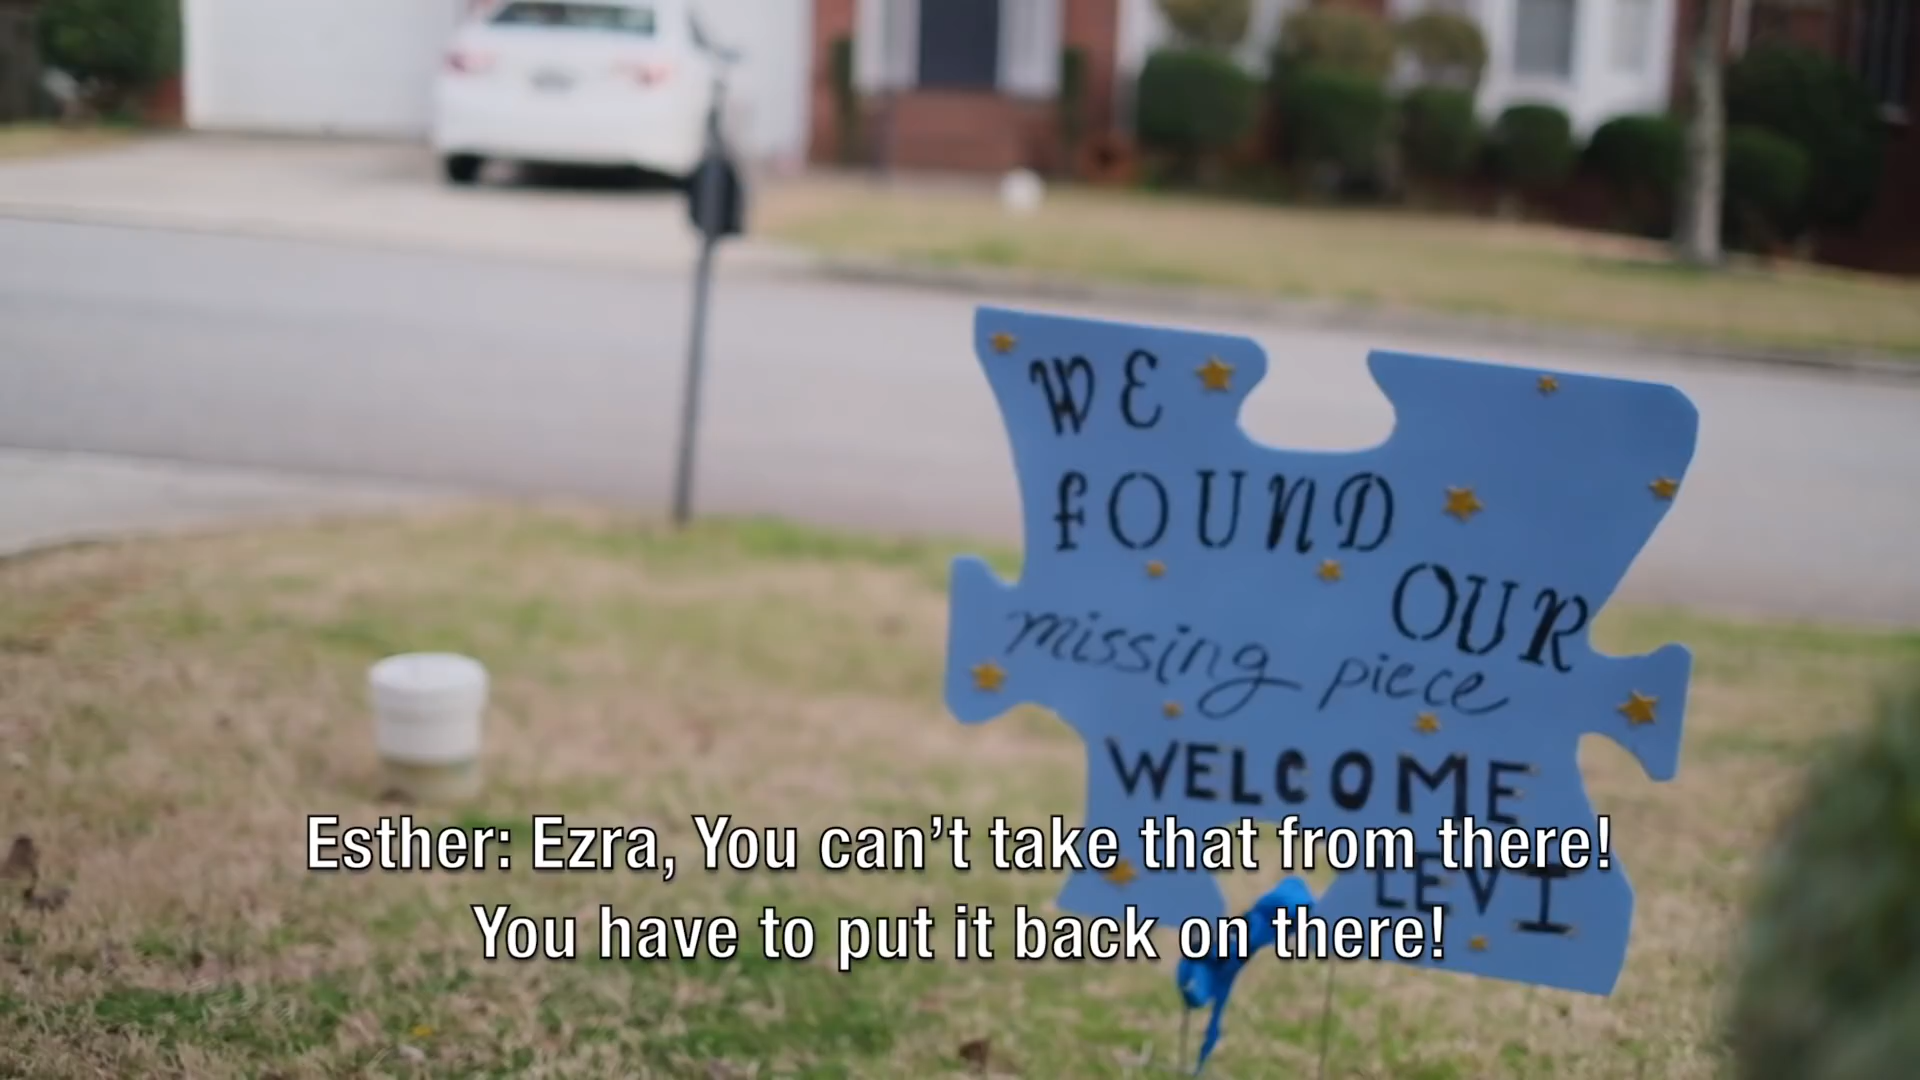 WE
FOUND
OUR
missing piece
WELCOME
LEVI
Esther: Ezra, You can’t take that from there!
You have to put it back on there!